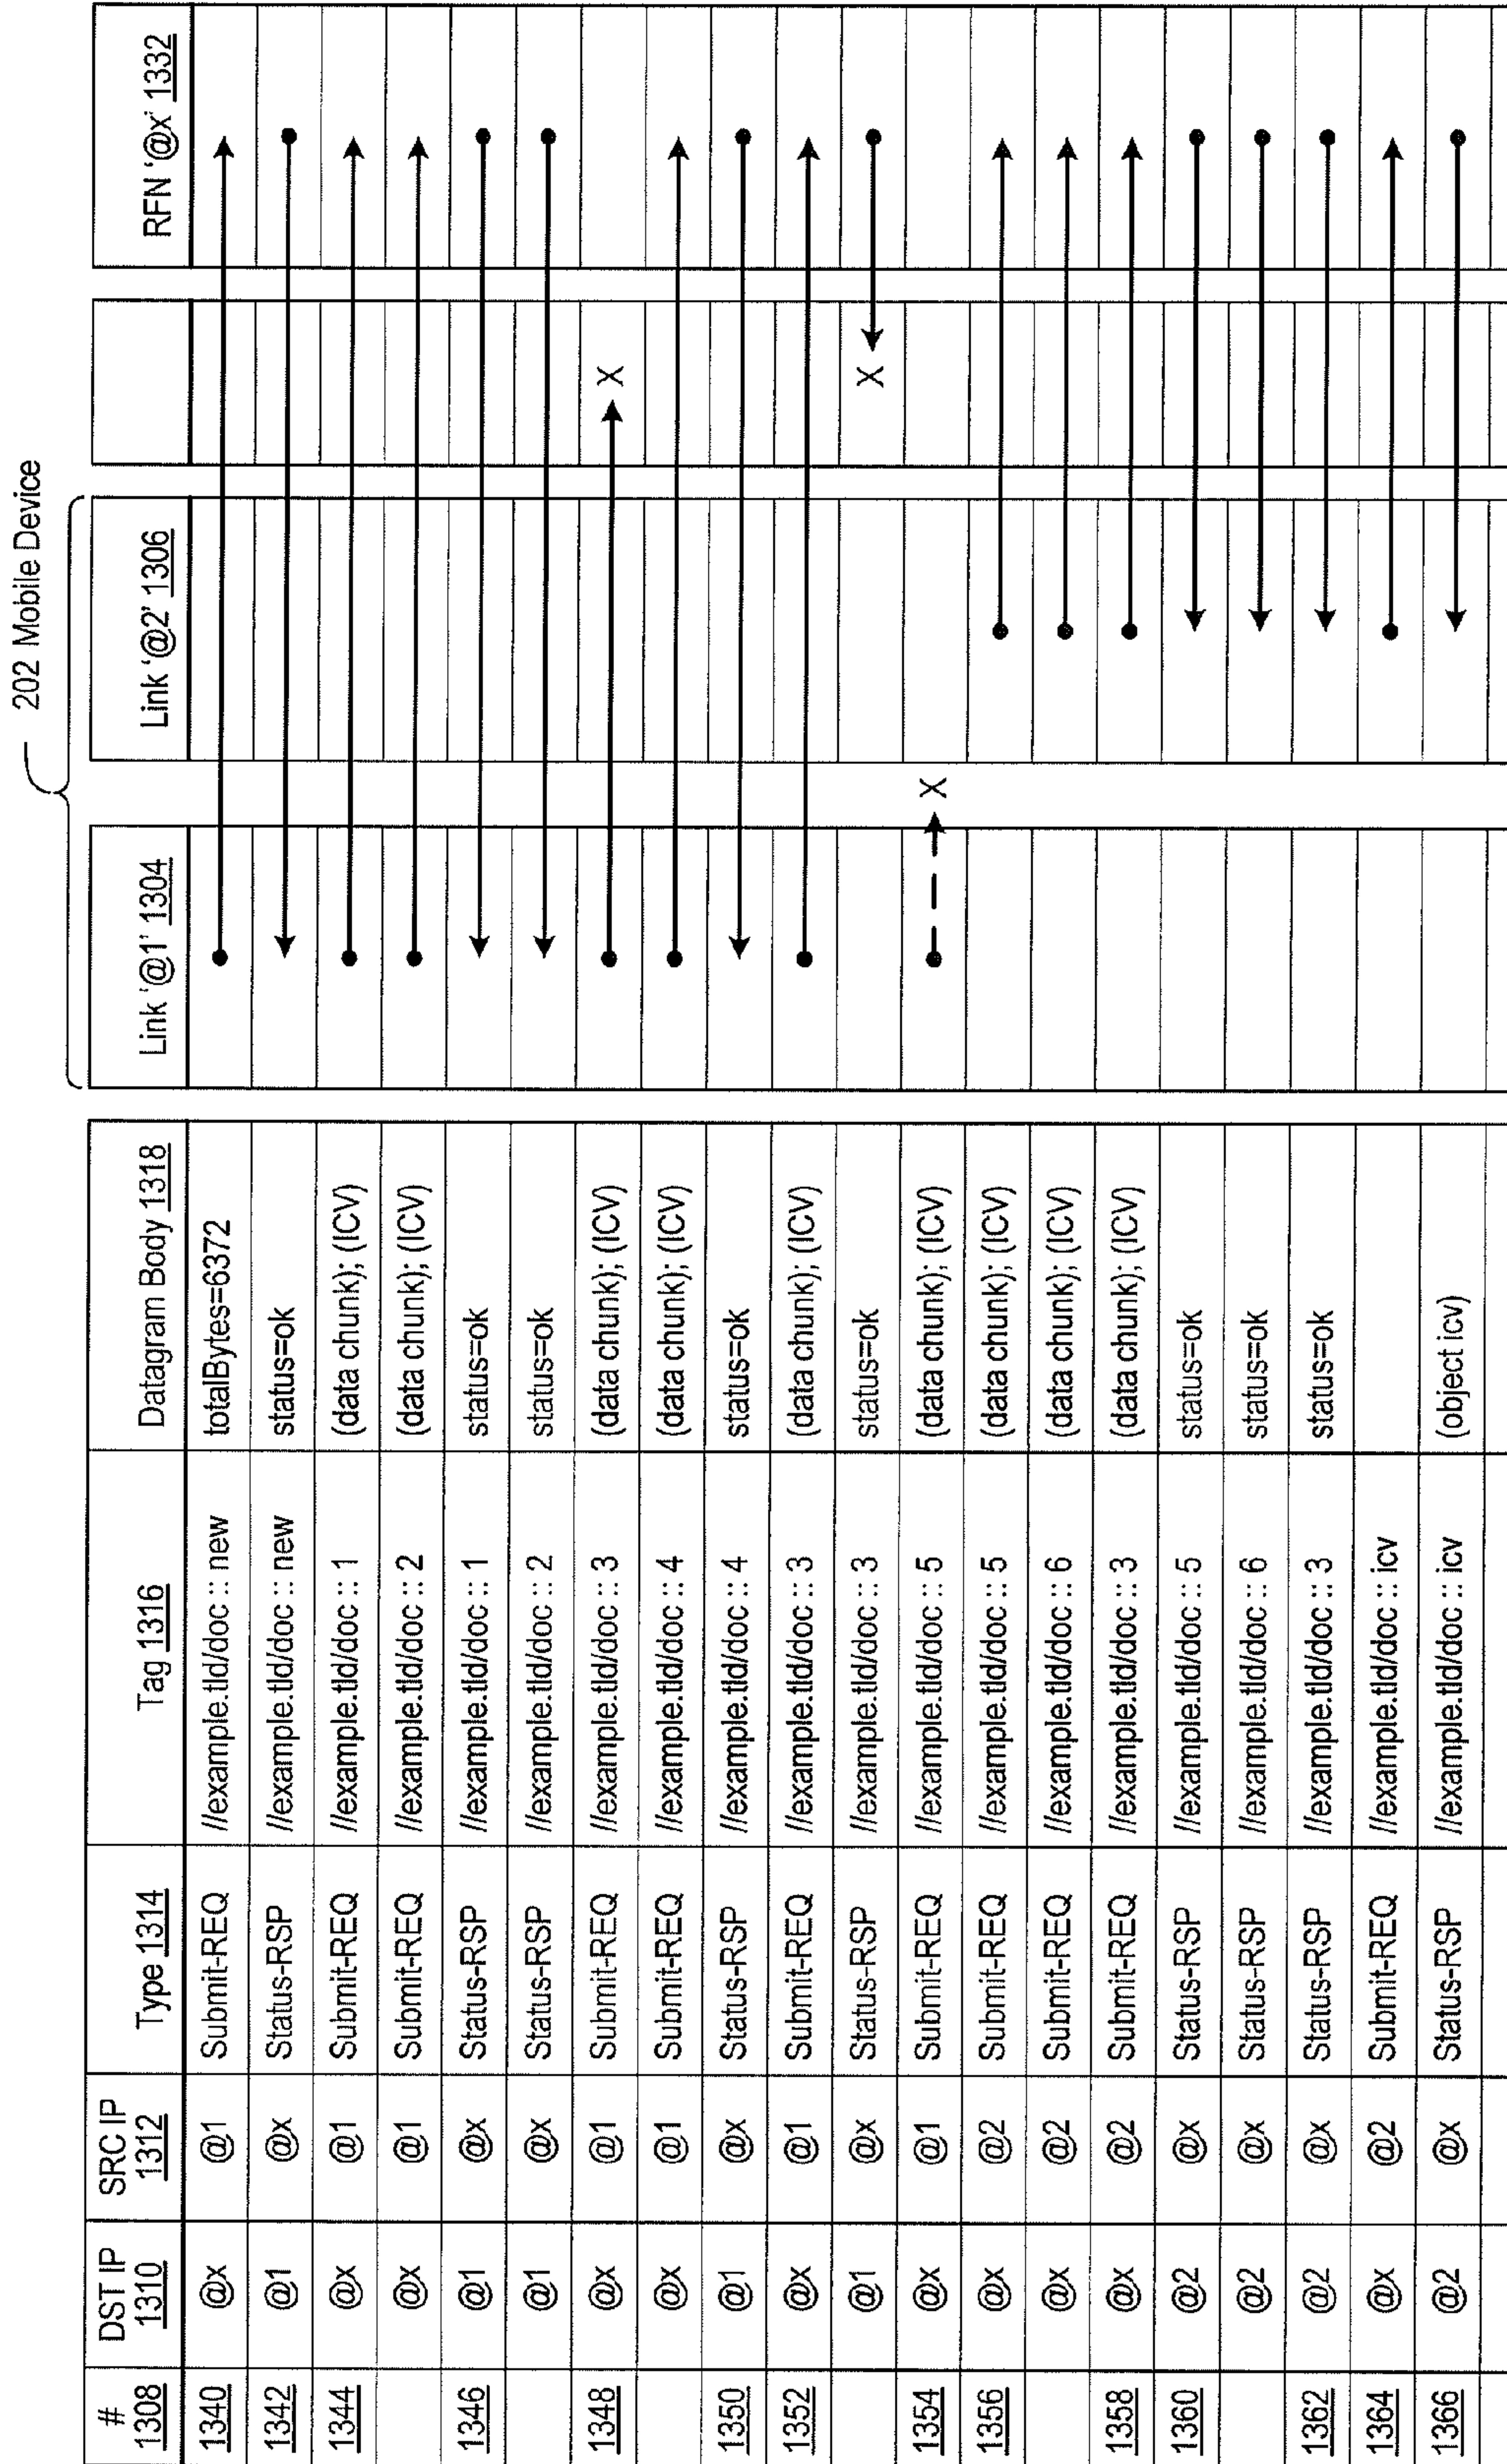 202 Mobile Device
# 1308 DST IP 1310 SRC IP 1312 Type 1314 Tag 1316 Datagram Body 1318 Link '@1' 1304 Link '@2' 1306 RFN '@x' 1332
1340 @x @1 Submit-REQ //example.tld/doc :: new totalBytes=6372
1342 @1 @x Status-RSP //example.tld/doc :: new status=ok
1344 @x @1 Submit-REQ //example.tld/doc :: 1 (data chunk); (ICV)
@x @1 Submit-REQ //example.tld/doc :: 2 (data chunk); (ICV)
1346 @1 @x Status-RSP //example.tld/doc :: 1 status=ok
@1 @x Status-RSP //example.tld/doc :: 2 status=ok
1348 @x @1 Submit-REQ //example.tld/doc :: 3 (data chunk); (ICV) X
@x @1 Submit-REQ //example.tld/doc :: 4 (data chunk); (ICV)
1350 @1 @x Status-RSP //example.tld/doc :: 4 status=ok
1352 @x @1 Submit-REQ //example.tld/doc :: 3 (data chunk); (ICV)
@1 @x Status-RSP //example.tld/doc :: 3 status=ok X
1354 @x @1 Submit-REQ //example.tld/doc :: 5 (data chunk); (ICV) X
1356 @x @2 Submit-REQ //example.tld/doc :: 5 (data chunk); (ICV)
@x @2 Submit-REQ //example.tld/doc :: 6 (data chunk); (ICV)
1358 @x @2 Submit-REQ //example.tld/doc :: 3 (data chunk); (ICV)
1360 @2 @x Status-RSP //example.tld/doc :: 5 status=ok
@2 @x Status-RSP //example.tld/doc :: 6 status=ok
1362 @2 @x Status-RSP //example.tld/doc :: 3 status=ok
1364 @x @2 Submit-REQ //example.tld/doc :: icv
1366 @2 @x Status-RSP //example.tld/doc :: icv (object icv)